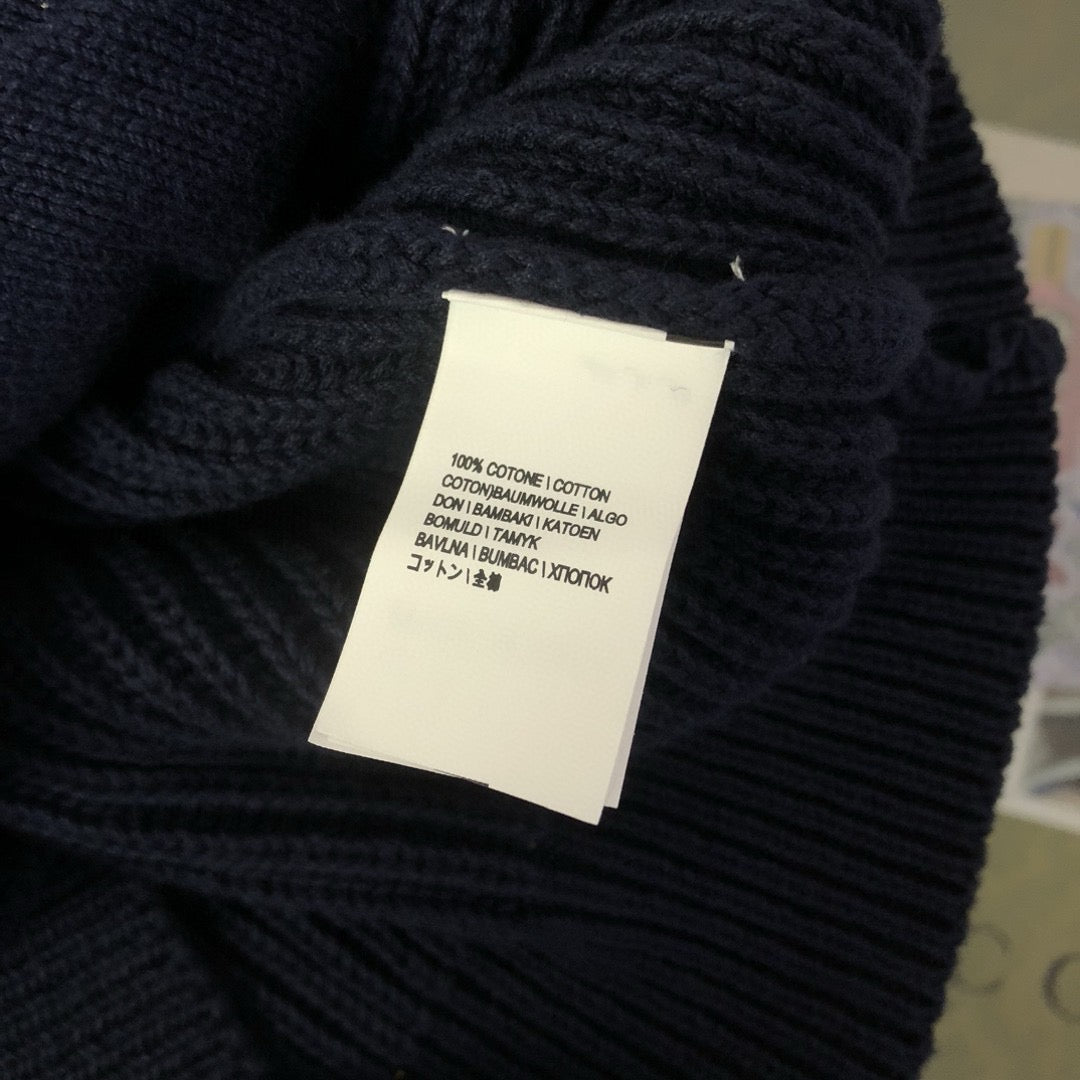 100% COTONE \ COTTON
COTON)BAUMWOLLE \ ALGO
DON \ BAMBAKI \ KATOEN
BOMULD \ TAMYK
BAVLNA \ BUMBAC \ ХПОПОК
コットン \ 全棉